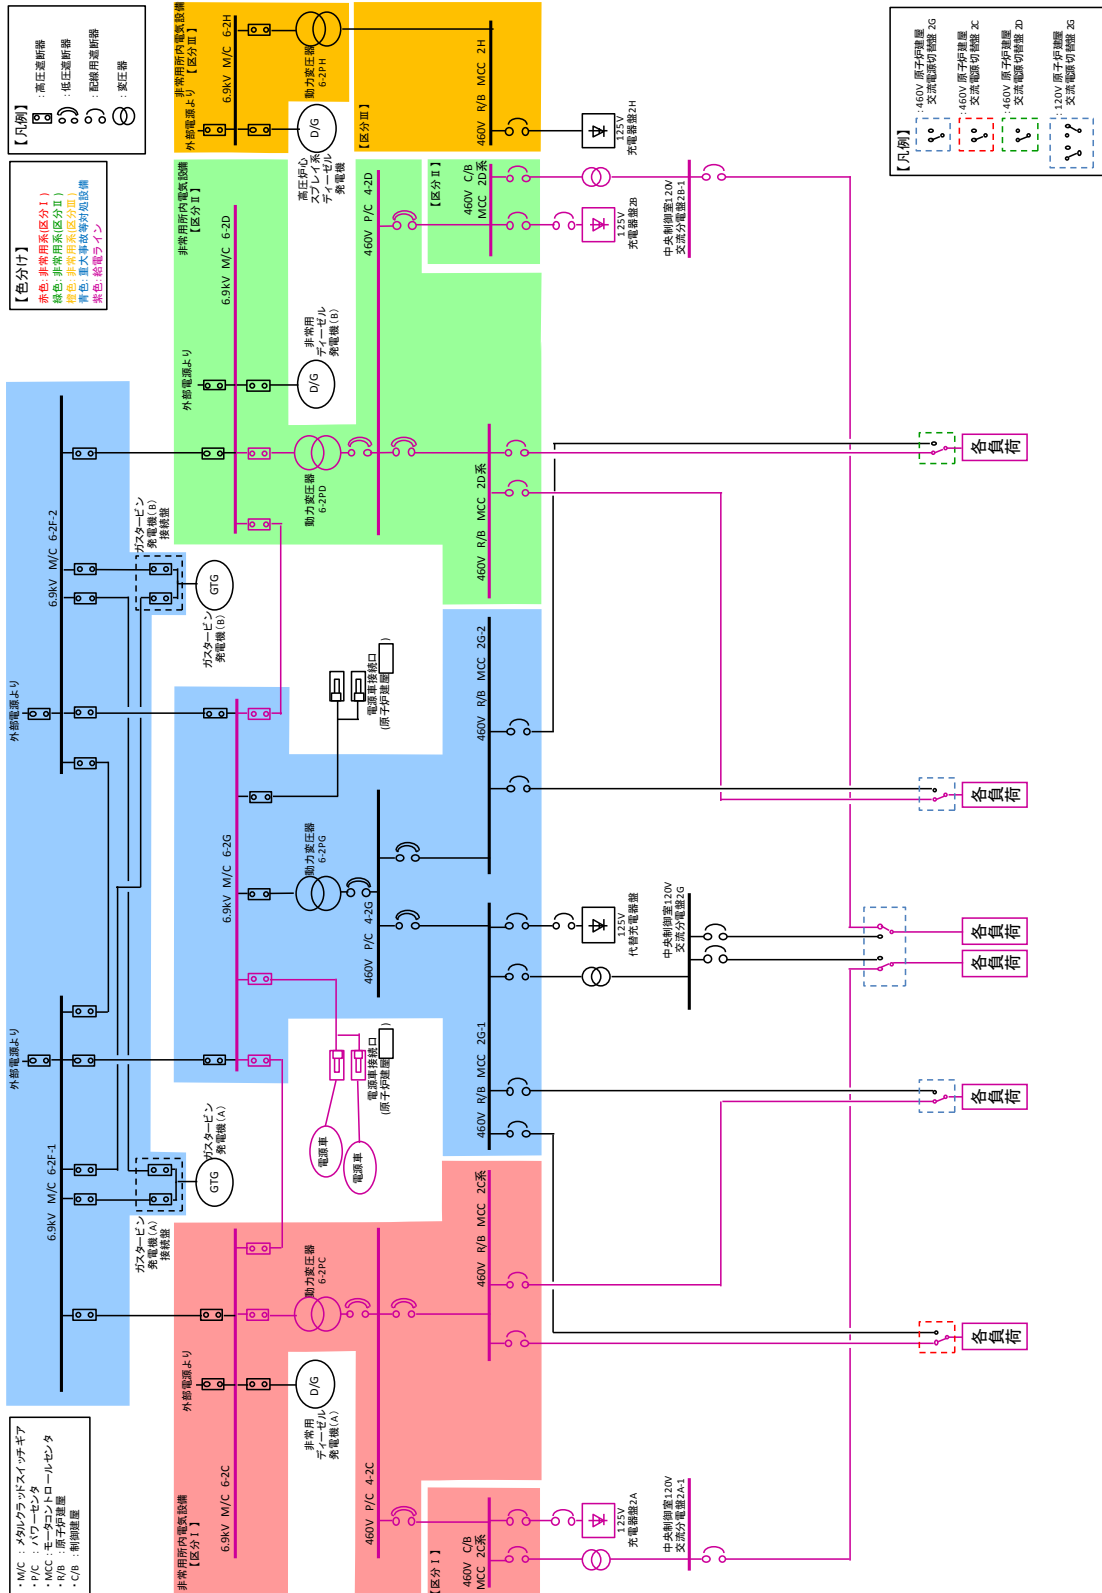 ・M/C ：メタルクラッドスイッチギア
・P/C ：パワーセンタ
・MCC：モータコントロールセンタ
・R/B ：原子炉建屋
・C/B ：制御建屋
【色分け】
赤色：非常用系（区分Ⅰ）
緑色：非常用系（区分Ⅱ）
橙色：非常用系（区分Ⅲ）
青色：重大事故等対処設備
紫色：給電ライン
【凡例】
：高圧遮断器
：低圧遮断器
：配線用遮断器
：変圧器
外部電源より
6.9kV M/C 6-2F-1
ガスタービン
発電機(A)
接続盤
GTG
ガスタービン
発電機(A)
外部電源より
6.9kV M/C 6-2F-2
ガスタービン
発電機(B)
接続盤
GTG
ガスタービン
発電機(B)
非常用所内電気設備
【区分Ⅰ】
外部電源より
6.9kV M/C 6-2C
D/G
非常用
ディーゼル
発電機(A)
動力変圧器
6-2PC
460V P/C 4-2C
【区分Ⅰ】
460V C/B
MCC 2C系
460V R/B MCC 2C系
125V
充電器盤2A
中央制御室120V
交流分電盤2A-1
6.9kV M/C 6-2G
電源車
電源車
電源車接続口
(原子炉建屋 )
動力変圧器
6-2PG
電源車接続口
(原子炉建屋 )
460V P/C 4-2G
460V R/B MCC 2G-1
460V R/B MCC 2G-2
125V
代替充電器盤
中央制御室120V
交流分電盤2G
非常用所内電気設備
【区分Ⅱ】
外部電源より
6.9kV M/C 6-2D
動力変圧器
6-2PD
D/G
非常用
ディーゼル
発電機(B)
460V P/C 4-2D
【区分Ⅱ】
460V C/B
MCC 2D系
460V R/B MCC 2D系
125V
充電器盤2B
中央制御室120V
交流分電盤2B-1
非常用所内電気設備
【区分Ⅲ】
外部電源より
6.9kV M/C 6-2H
D/G
高圧炉心
スプレイ系
ディーゼル
発電機
動力変圧器
6-2PH
【区分Ⅲ】
460V R/B MCC 2H
125V
充電器盤2H
各負荷
各負荷
各負荷
各負荷
各負荷
各負荷
【凡例】
：460V 原子炉建屋
交流電源切替盤 2G
：460V 原子炉建屋
交流電源切替盤 2C
：460V 原子炉建屋
交流電源切替盤 2D
：120V 原子炉建屋
交流電源切替盤 2G